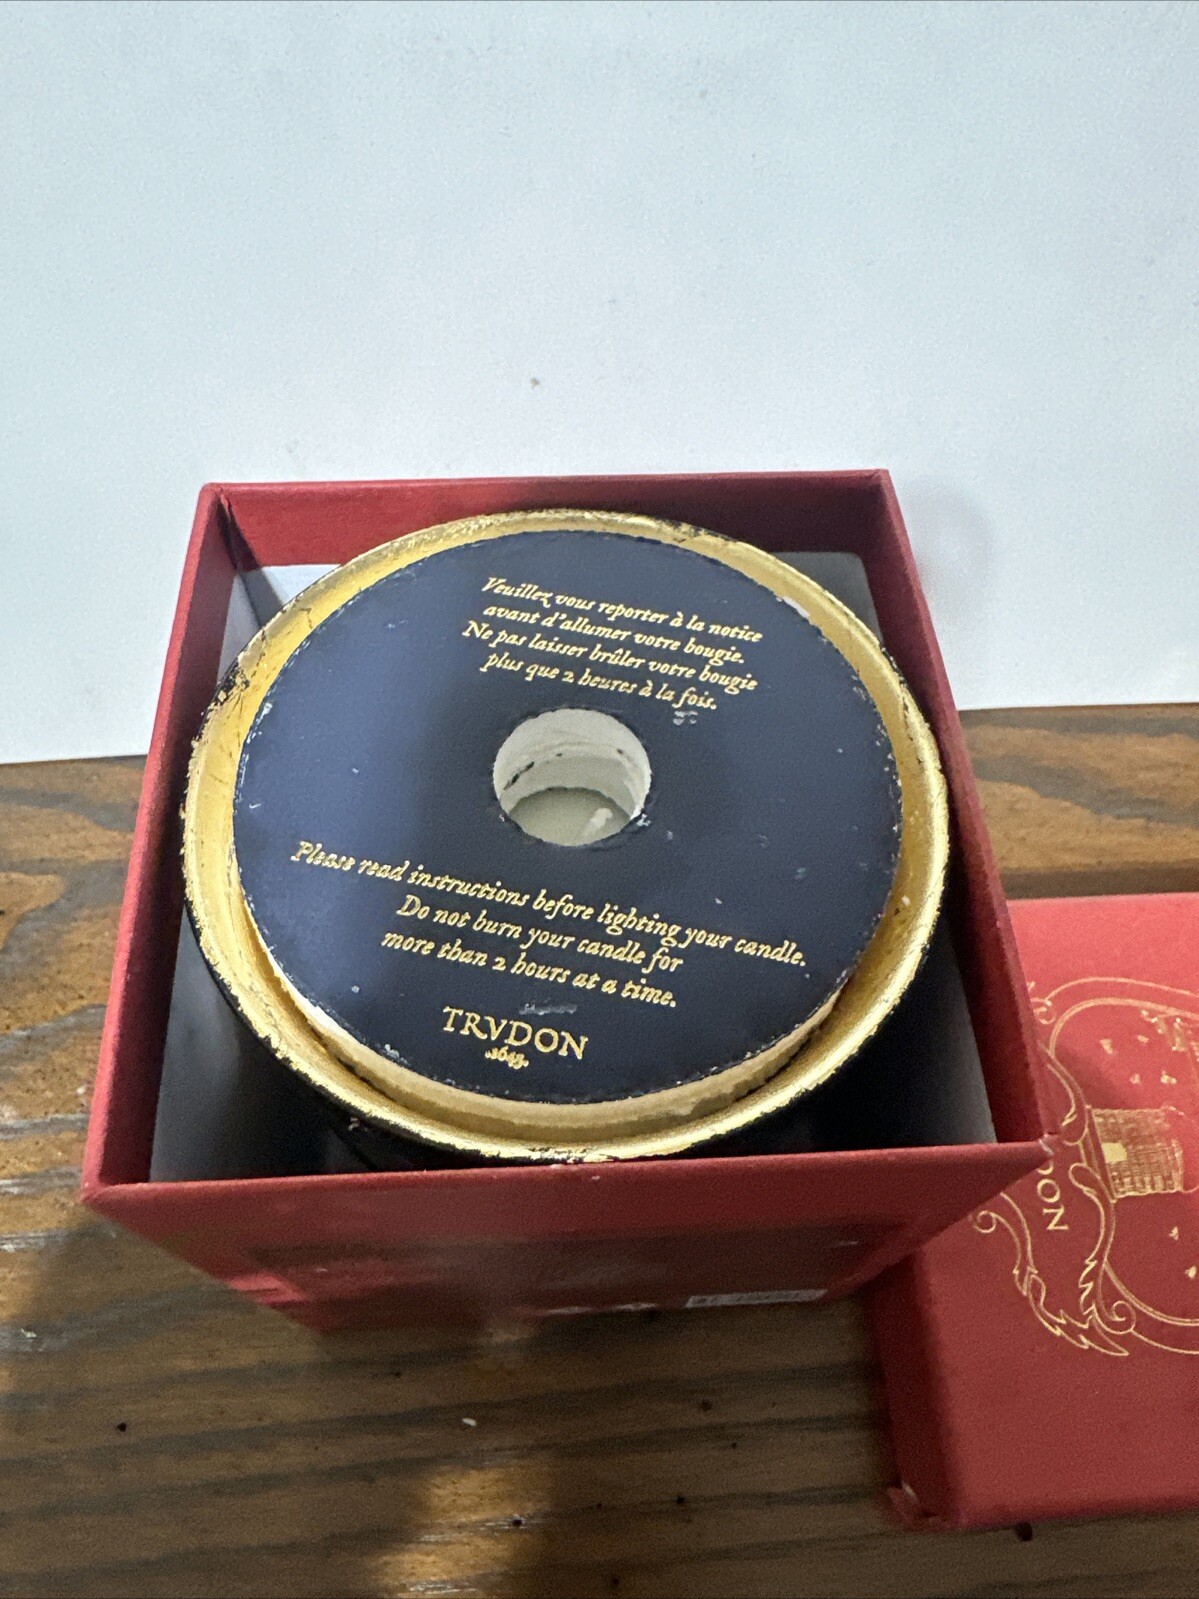 Veuillez vous reporter à la notice
avant d'allumer votre bougie.
Ne pas laisser brûler votre bougie
plus que 2 heures à la fois.
Please read instructions before lighting your candle.
Do not burn your candle for
more than 2 hours at a time.
TRVDON
.1643.